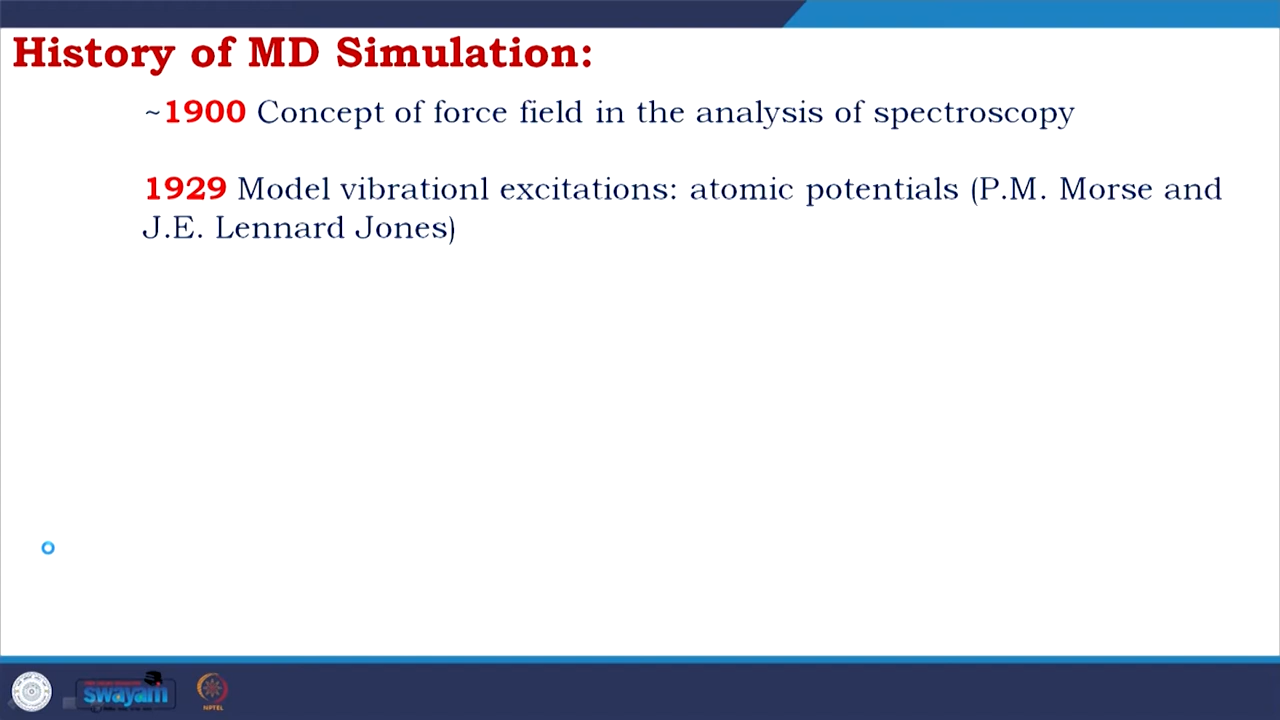 History of MD Simulation:
~1900 Concept of force field in the analysis of spectroscopy
1929 Model vibrationl excitations: atomic potentials (P.M. Morse and
J.E. Lennard Jones)
swayam
NPTEL